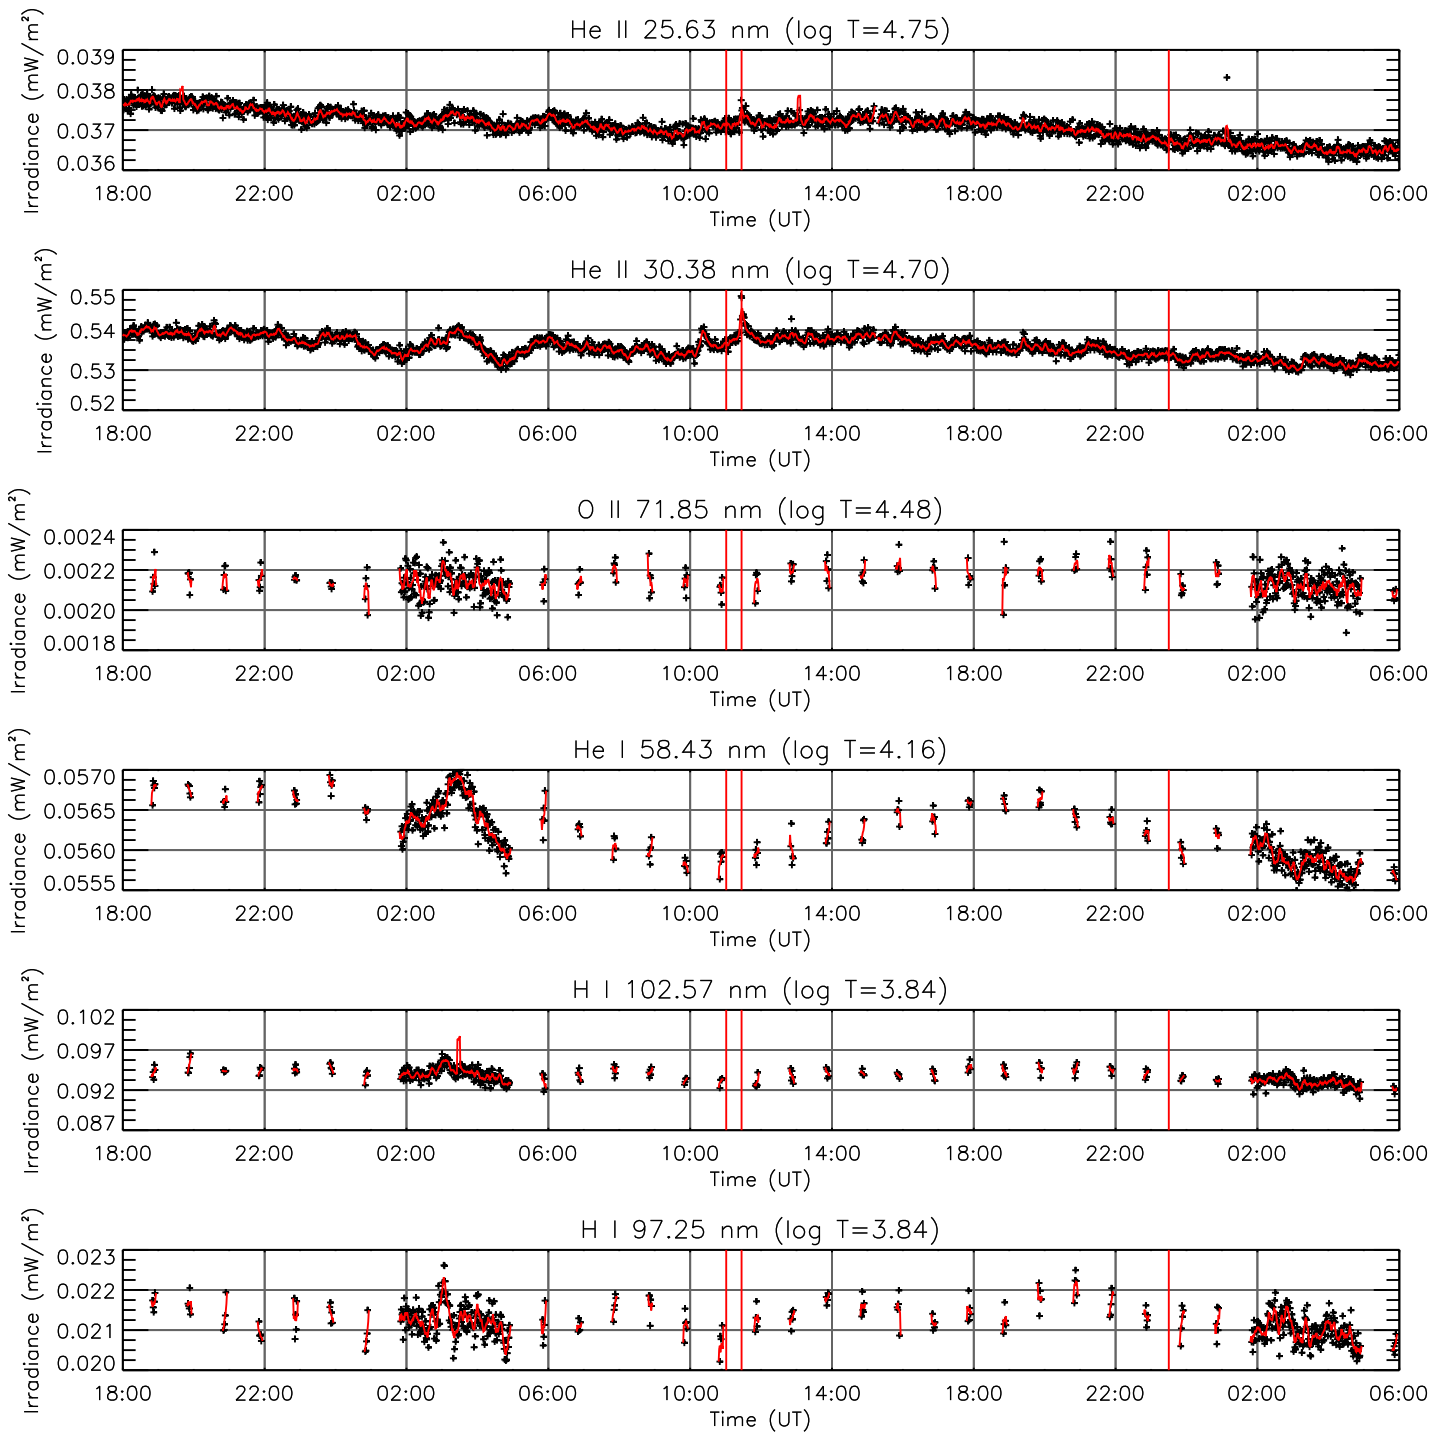 He II 25.63 nm (log T=4.75)
Irradiance (mW/m²)
0.039
0.038
0.037
0.036
18:00 22:00 02:00 06:00 10:00 14:00 18:00 22:00 02:00 06:00
Time (UT)
He II 30.38 nm (log T=4.70)
Irradiance (mW/m²)
0.55
0.54
0.53
0.52
18:00 22:00 02:00 06:00 10:00 14:00 18:00 22:00 02:00 06:00
Time (UT)
O II 71.85 nm (log T=4.48)
Irradiance (mW/m²)
0.0024
0.0022
0.0020
0.0018
18:00 22:00 02:00 06:00 10:00 14:00 18:00 22:00 02:00 06:00
Time (UT)
He I 58.43 nm (log T=4.16)
Irradiance (mW/m²)
0.0570
0.0565
0.0560
0.0555
18:00 22:00 02:00 06:00 10:00 14:00 18:00 22:00 02:00 06:00
Time (UT)
H I 102.57 nm (log T=3.84)
Irradiance (mW/m²)
0.102
0.097
0.092
0.087
18:00 22:00 02:00 06:00 10:00 14:00 18:00 22:00 02:00 06:00
Time (UT)
H I 97.25 nm (log T=3.84)
Irradiance (mW/m²)
0.023
0.022
0.021
0.020
18:00 22:00 02:00 06:00 10:00 14:00 18:00 22:00 02:00 06:00
Time (UT)